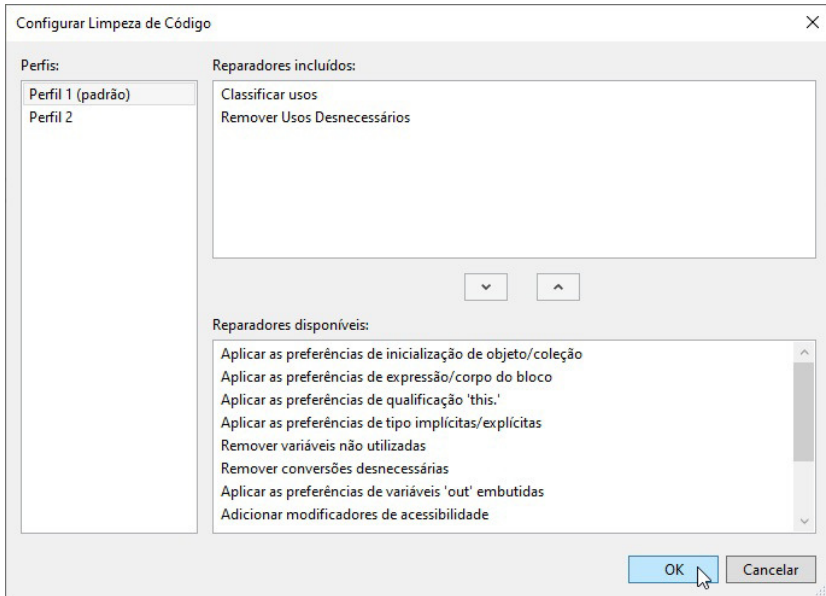 Configurar Limpeza de Código
Perfis:
Perfil 1 (padrão)
Perfil 2
Reparadores incluídos:
Classificar usos
Remover Usos Desnecessários
Reparadores disponíveis:
Aplicar as preferências de inicialização de objeto/coleção
Aplicar as preferências de expressão/corpo do bloco
Aplicar as preferências de qualificação 'this.'
Aplicar as preferências de tipo implícitas/explícitas
Remover variáveis não utilizadas
Remover conversões desnecessárias
Aplicar as preferências de variáveis 'out' embutidas
Adicionar modificadores de acessibilidade
OK
Cancelar